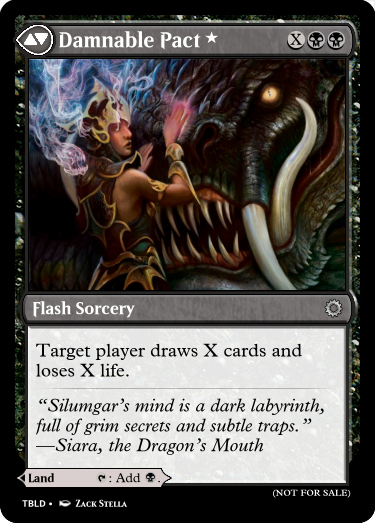 Damnable Pact ★ X
Flash Sorcery
Target player draws X cards and
loses X life.
“Silumgar’s mind is a dark labyrinth,
full of grim secrets and subtle traps.”
—Siara, the Dragon’s Mouth
Land : Add .
(NOT FOR SALE)
TBLD • Zack Stella